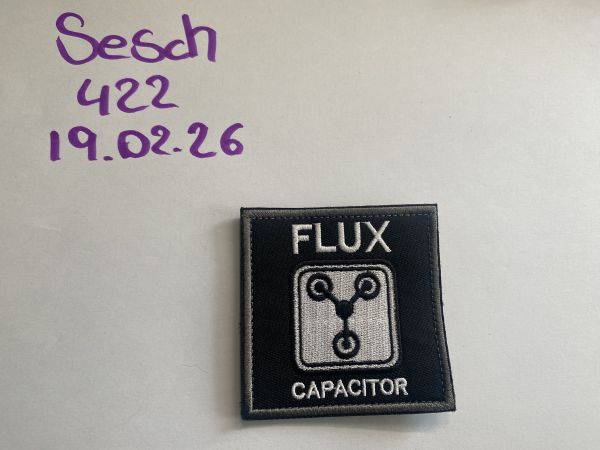 Sesch
422
19.02.26
FLUX
CAPACITOR